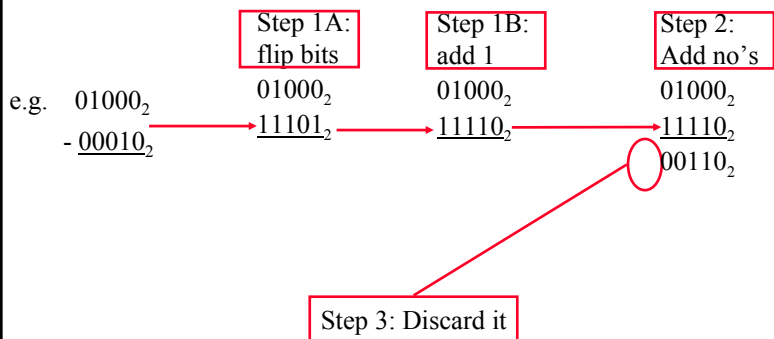 Step 1A:
flip bits
Step 1B:
add 1
Step 2:
Add no's
e.g. 01000₂
- 00010₂
01000₂
11101₂
01000₂
11110₂
01000₂
11110₂
00110₂
Step 3: Discard it